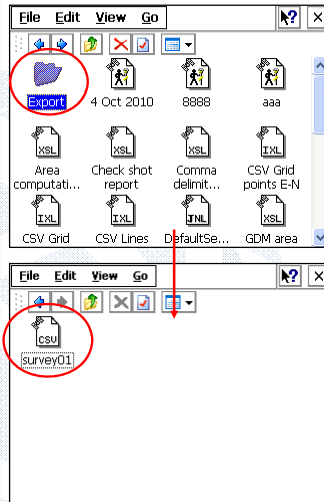 File Edit View Go ?
Export 4 Oct 2010 8888 aaa
XSL XSL XSL IXL
Area computati... Check shot report Comma delimit... CSV Grid points E-N
IXL IXL JNL XSL
CSV Grid CSV Lines DefaultSe... GDM area
File Edit View Go ?
CSV
survey01